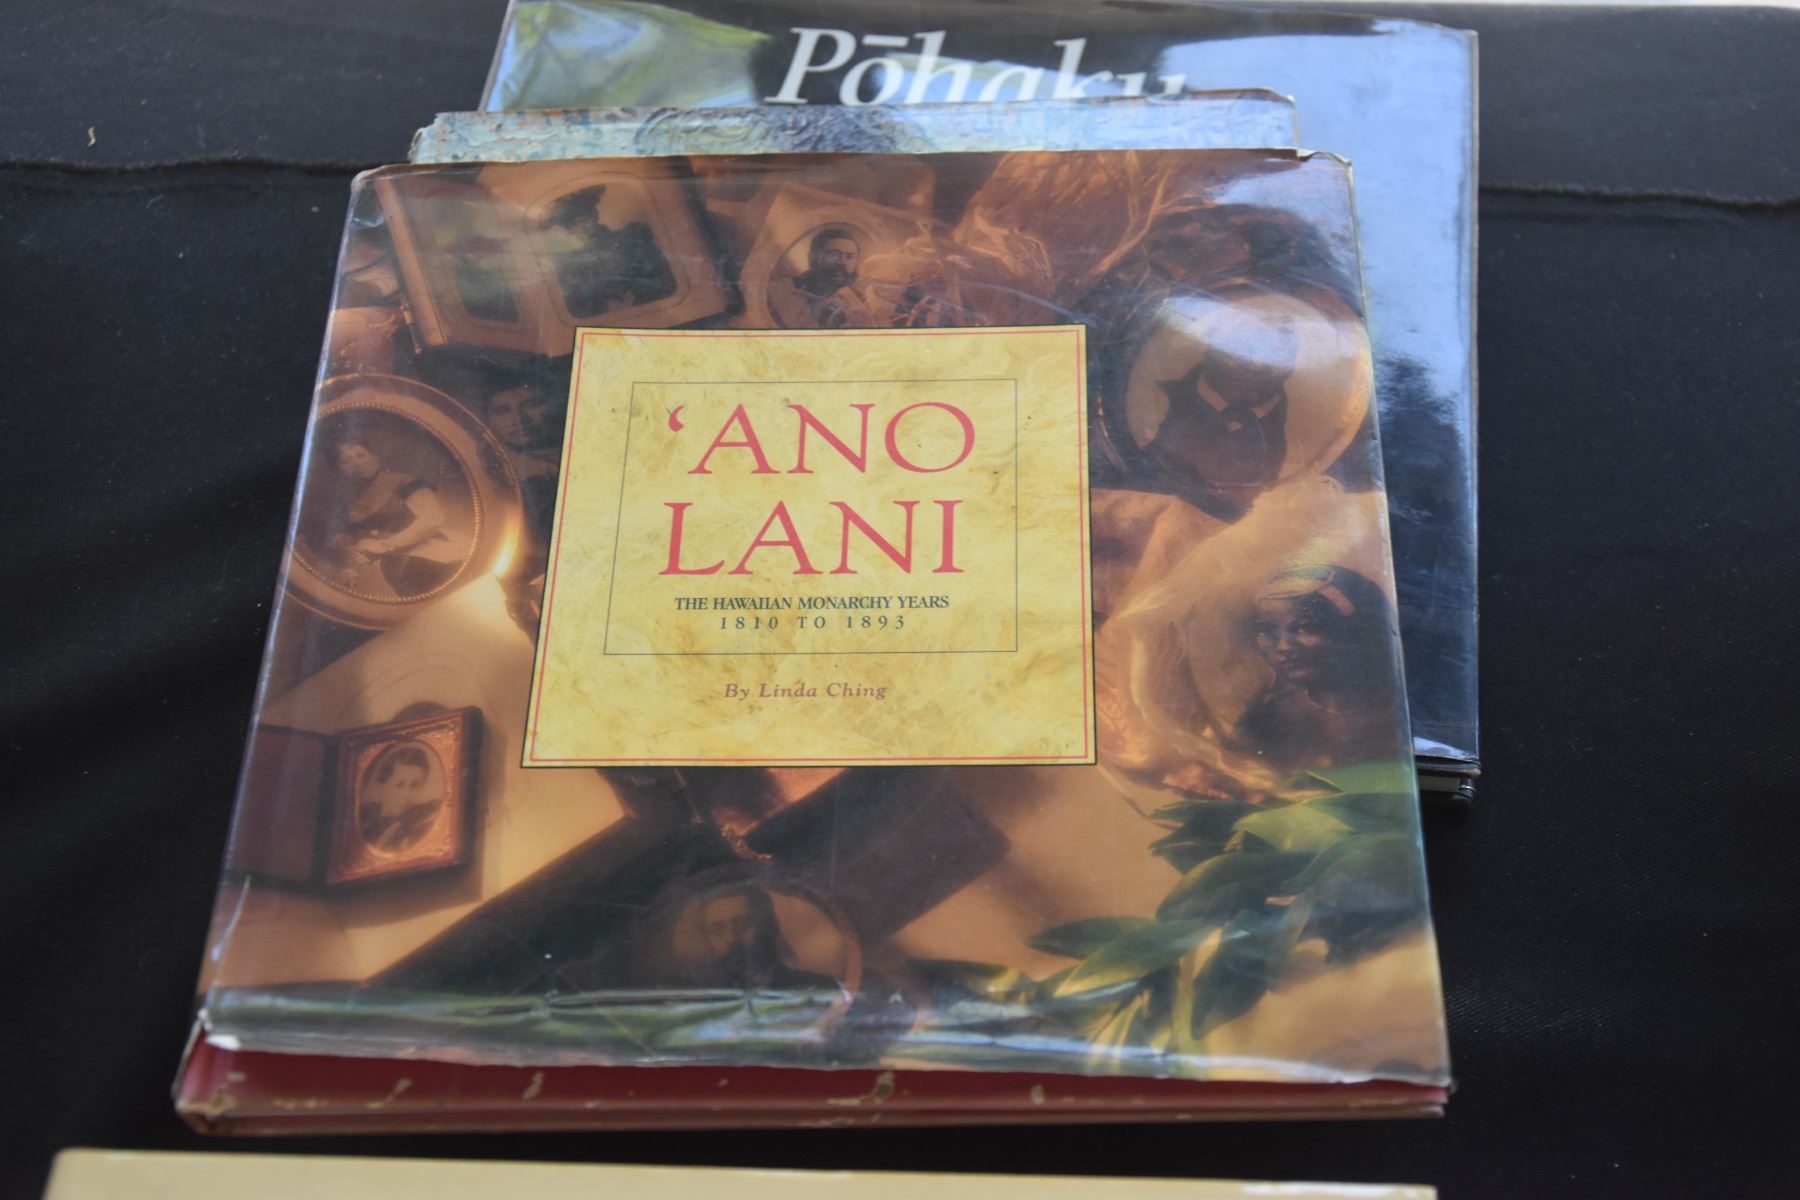 Pōhaku
‘ANO
LANI
THE HAWAIIAN MONARCHY YEARS
1810 TO 1893
By Linda Ching